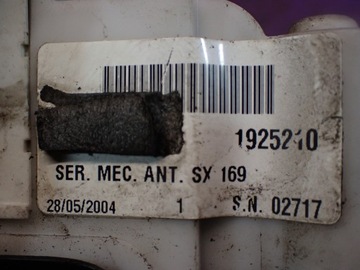 1925210
SER. MEC. ANT. SX 169
28/05/2004 1 S.N. 02717